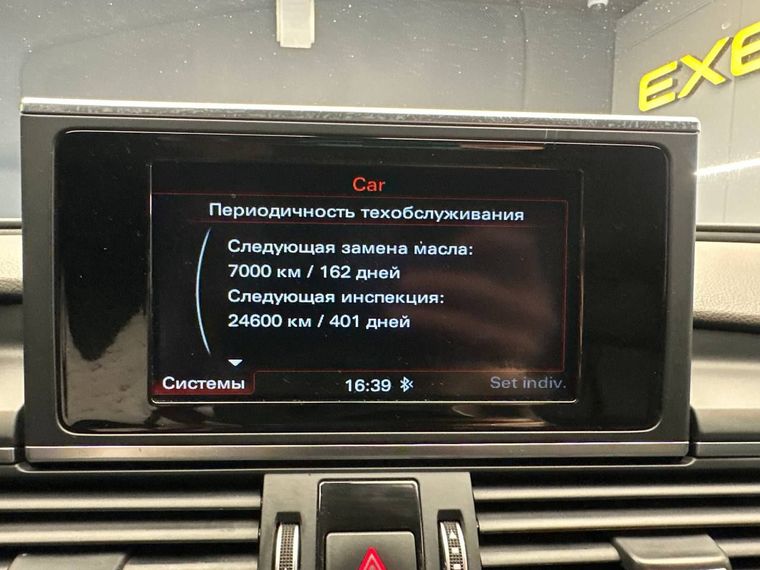 EXE
Car
Периодичность техобслуживания
Следующая замена масла:
7000 км / 162 дней
Следующая инспекция:
24600 км / 401 дней
Системы
16:39
Set indiv.